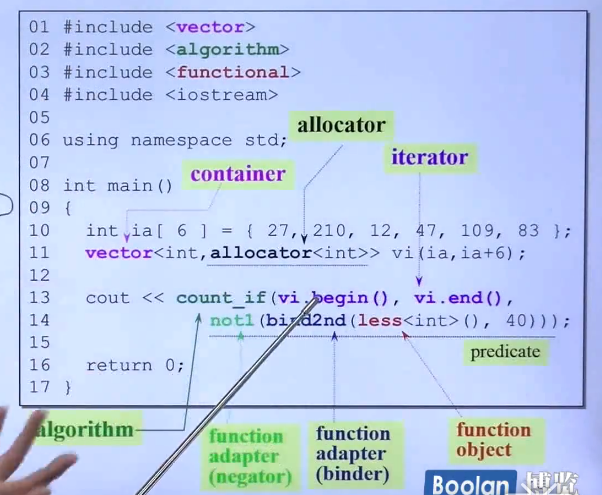 01 #include <vector>
02 #include <algorithm>
03 #include <functional>
04 #include <iostream>
05
06 using namespace std;
allocator
07
iterator
container
08 int main()
09 {
10 int ia[ 6 ] = { 27, 210, 12, 47, 109, 83 };
11 vector<int,allocator<int>> vi(ia,ia+6);
12
13 cout << count_if(vi.begin(), vi.end(),
14 not1(bind2nd(less<int>(), 40)));
15
predicate
16 return 0;
17 }
algorithm
function adapter (negator)
function adapter (binder)
function object
Boolan 博览